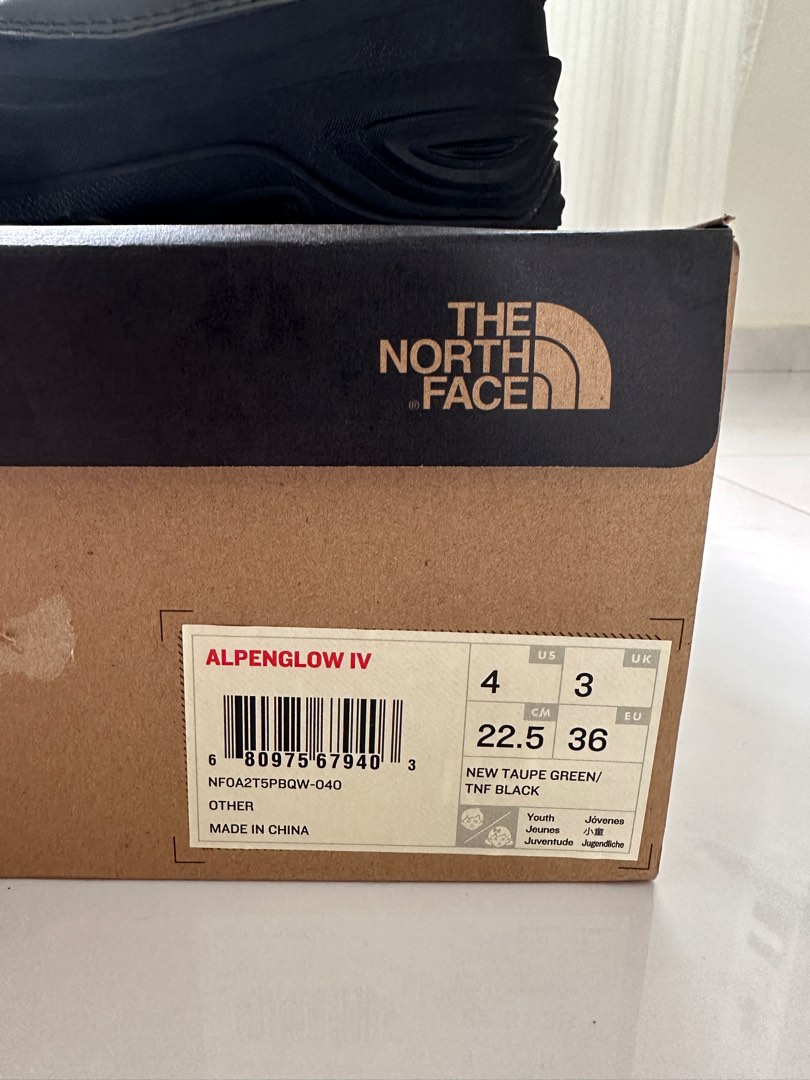 THE
NORTH
® FACE
ALPENGLOW IV
6 80975 67940 3
NF0A2T5PBQW-040
OTHER
MADE IN CHINA
US
4
UK
3
CM
22.5
EU
36
NEW TAUPE GREEN/
TNF BLACK
Youth Jóvenes
Jeunes 小童
Juventude Jugendliche